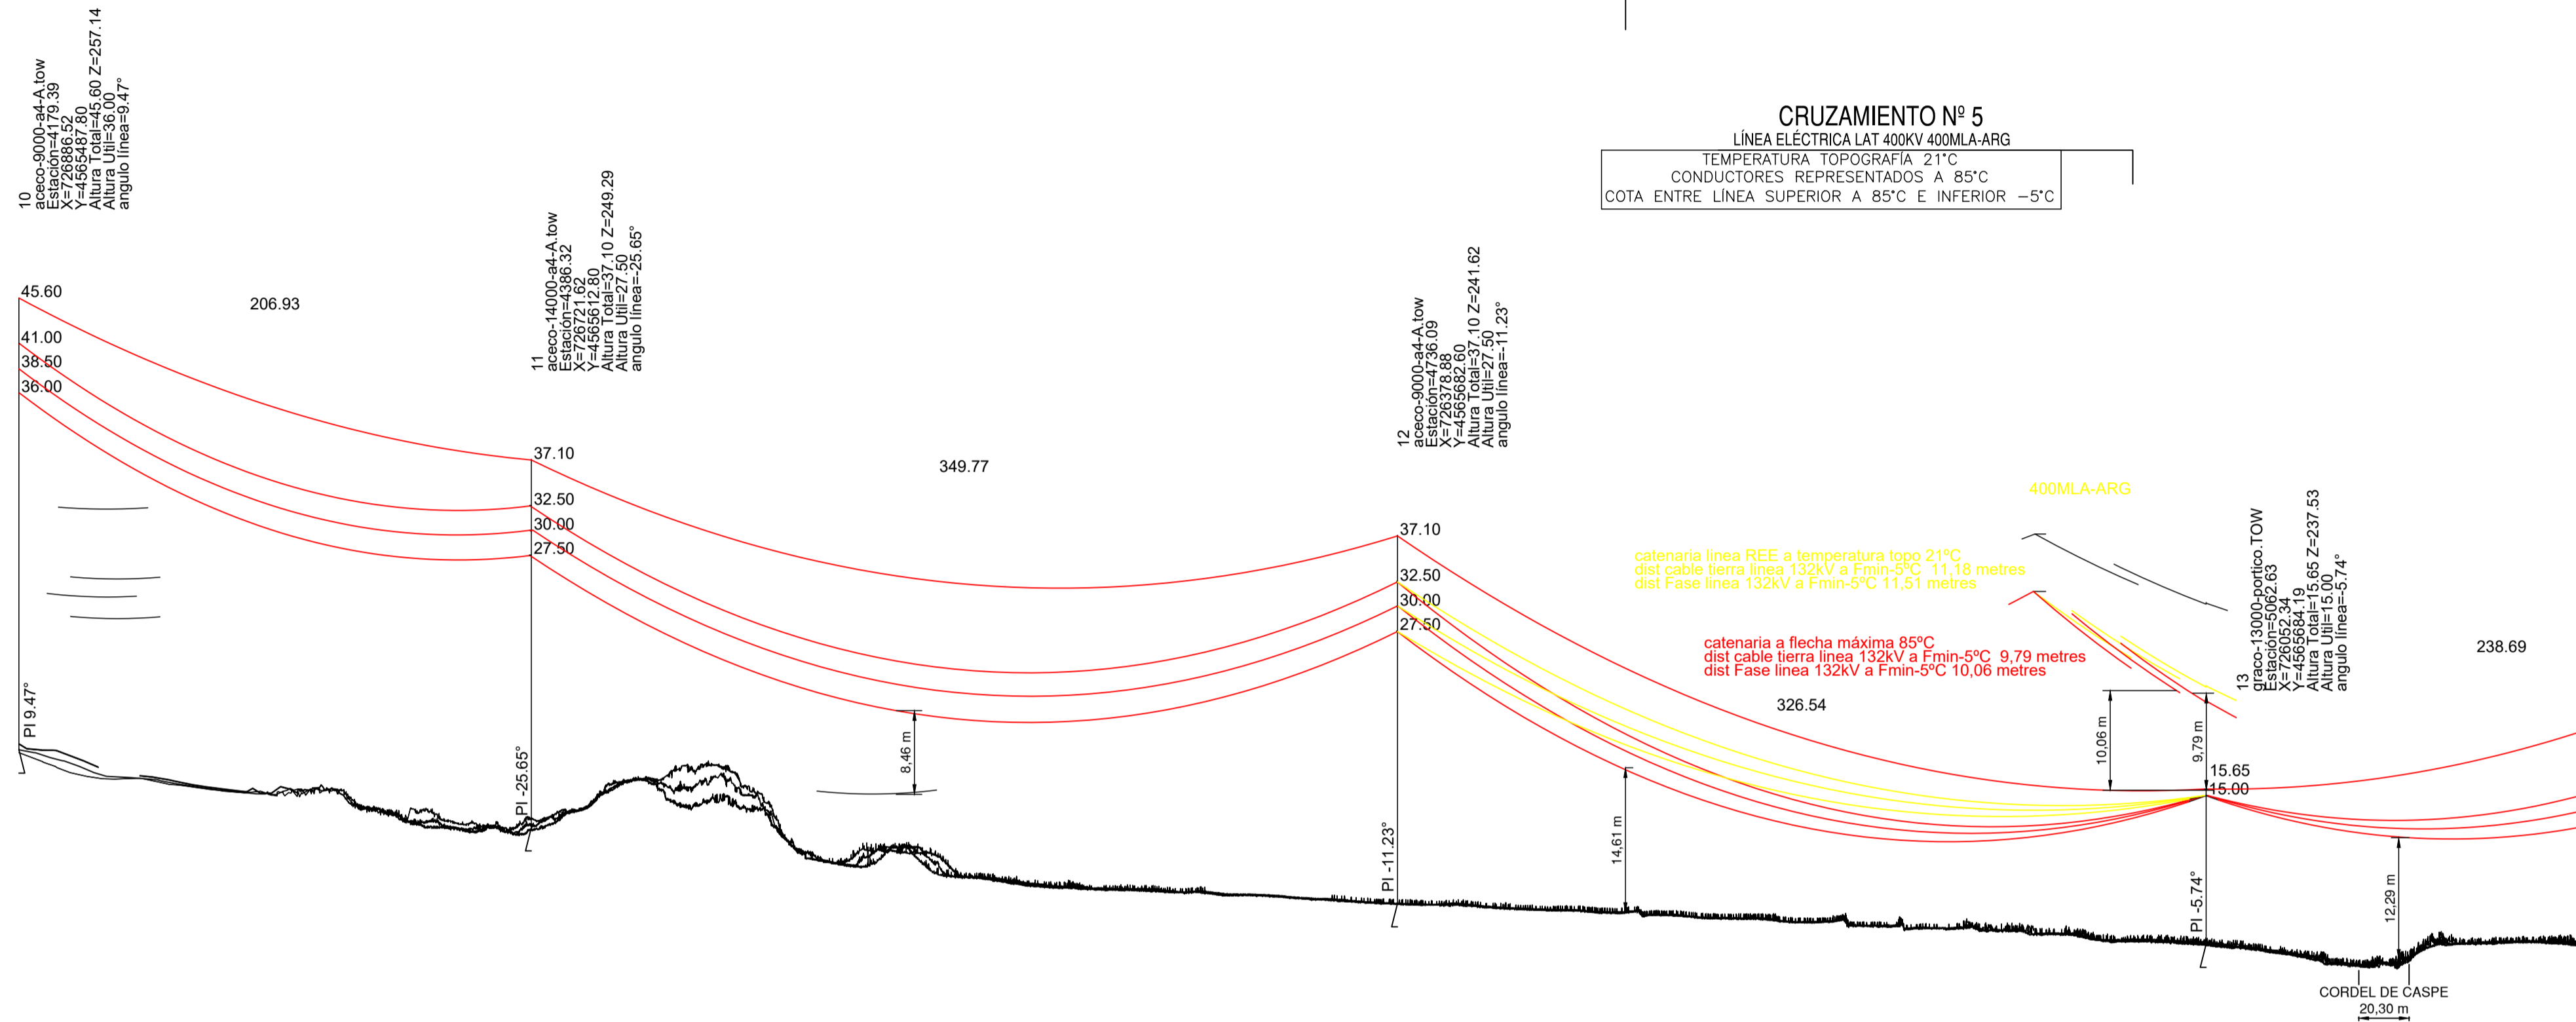 10
aceco-9000-a4-A.tow
Estación=4179.39
X=726886.52
Y=4565487.80
Altura Total=45.60 Z=257.14
Altura Util=36.00
angulo línea=9.47°
45.60
41.00
38.50
36.00
206.93
PI 9.47°
11
aceco-14000-a4-A.tow
Estación=4386.32
X=726721.62
Y=4565612.80
Altura Total=37.10 Z=249.29
Altura Util=27.50
angulo línea=-25.65°
37.10
32.50
30.00
27.50
349.77
PI -25.65°
8,46 m
12
aceco-9000-a4-A.tow
Estación=4736.09
X=726378.88
Y=4565682.60
Altura Total=37.10 Z=241.62
Altura Util=27.50
angulo línea=-11.23°
37.10
32.50
30.00
27.50
PI -11.23°
CRUZAMIENTO Nº 5
LÍNEA ELÉCTRICA LAT 400KV 400MLA-ARG
TEMPERATURA TOPOGRAFÍA 21°C
CONDUCTORES REPRESENTADOS A 85°C
COTA ENTRE LÍNEA SUPERIOR A 85°C E INFERIOR -5°C
400MLA-ARG
catenaria linea REE a temperatura topo 21ºC
dist cable tierra linea 132kV a Fmin-5ºC 11,18 metres
dist Fase linea 132kV a Fmin-5ºC 11,51 metres
catenaria a flecha máxima 85ºC
dist cable tierra linea 132kV a Fmin-5ºC 9,79 metres
dist Fase linea 132kV a Fmin-5ºC 10,06 metres
326.54
14,61 m
10,06 m
9,79 m
13
graco-13000-portico.TOW
Estación=5062.63
X=726052.34
Y=4565684.19
Altura Total=15.65 Z=237.53
Altura Util=15.00
angulo línea=-5.74°
15.65
15.00
238.69
PI -5.74°
12,29 m
CORDEL DE CASPE
20,30 m